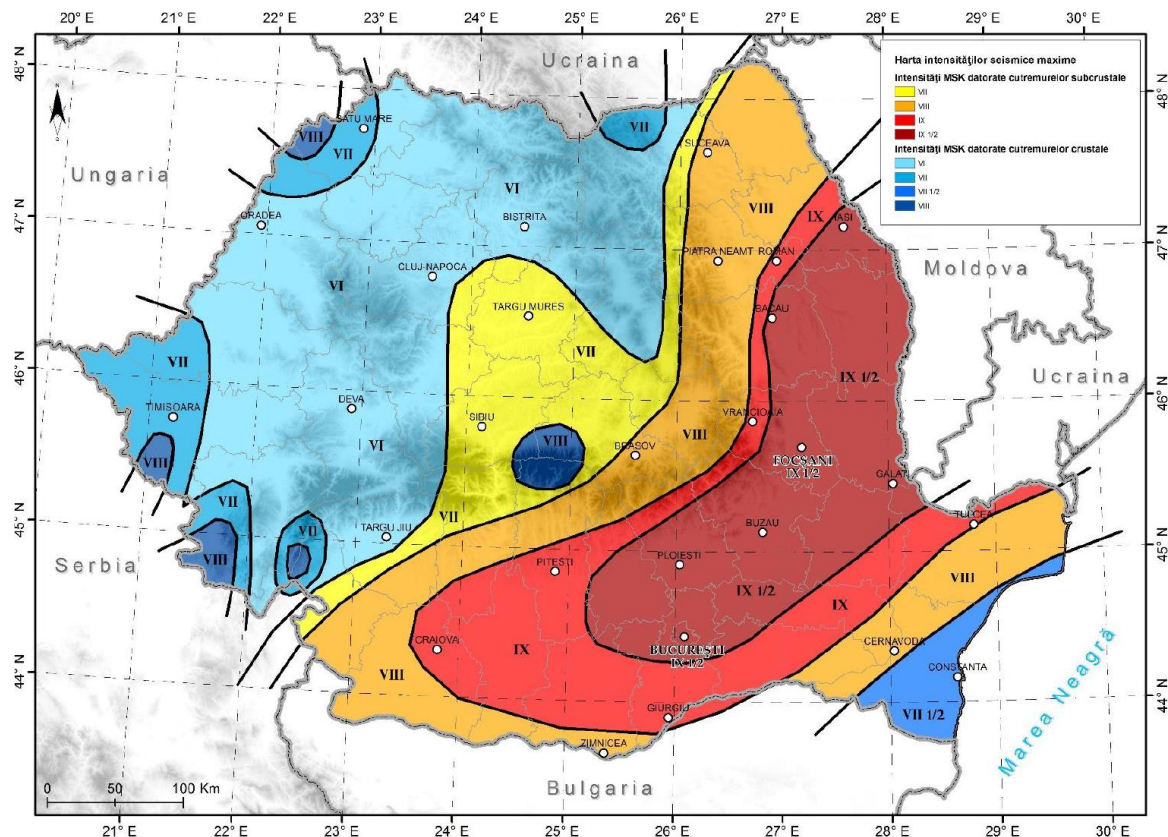 20° E 21° E 22° E 23° E 24° E 25° E 26° E 27° E 28° E 29° E 30° E
Harta intensităților seismice maxime
Intensități MSK datorate cutremurelor subcrustale
VII
VIII
IX
IX 1/2
Intensități MSK datorate cutremurelor crustale
VI
VII
VII 1/2
VIII
48° N
48° N
Ucraina
SATU MARE
VIII
VII
VII
SUCEAVA
Ungaria
VI
VIII
IX
IASI
47° N
47° N
ORADEA
BISTRITA
PIATRA NEAMT
ROMAN
CLUJ-NAPOCA
Moldova
VI
TARGU MURES
BACAU
VII
VII
IX 1/2
Ucraina
46° N
46° N
TIMISOARA
DEVA
SIBIU
VRANCIOAIA
VI
VIII
VIII
BRASOV
VIII
FOCȘANI
IX 1/2
GALATI
VII
VII
VII
TARGU JIU
BUZAU
TULCEA
45° N
45° N
Serbia
VIII
PITESTI
PLOIESTI
IX 1/2
VIII
IX
CRAIOVA
IX
BUCUREȘTI
IX 1/2
CERNAVODA
CONSTANTA
44° N
44° N
VIII
VII 1/2
GIURGIU
ZIMNICEA
Marea Neagră
Bulgaria
0 50 100 Km
21° E 22° E 23° E 24° E 25° E 26° E 27° E 28° E 29° E 30° E